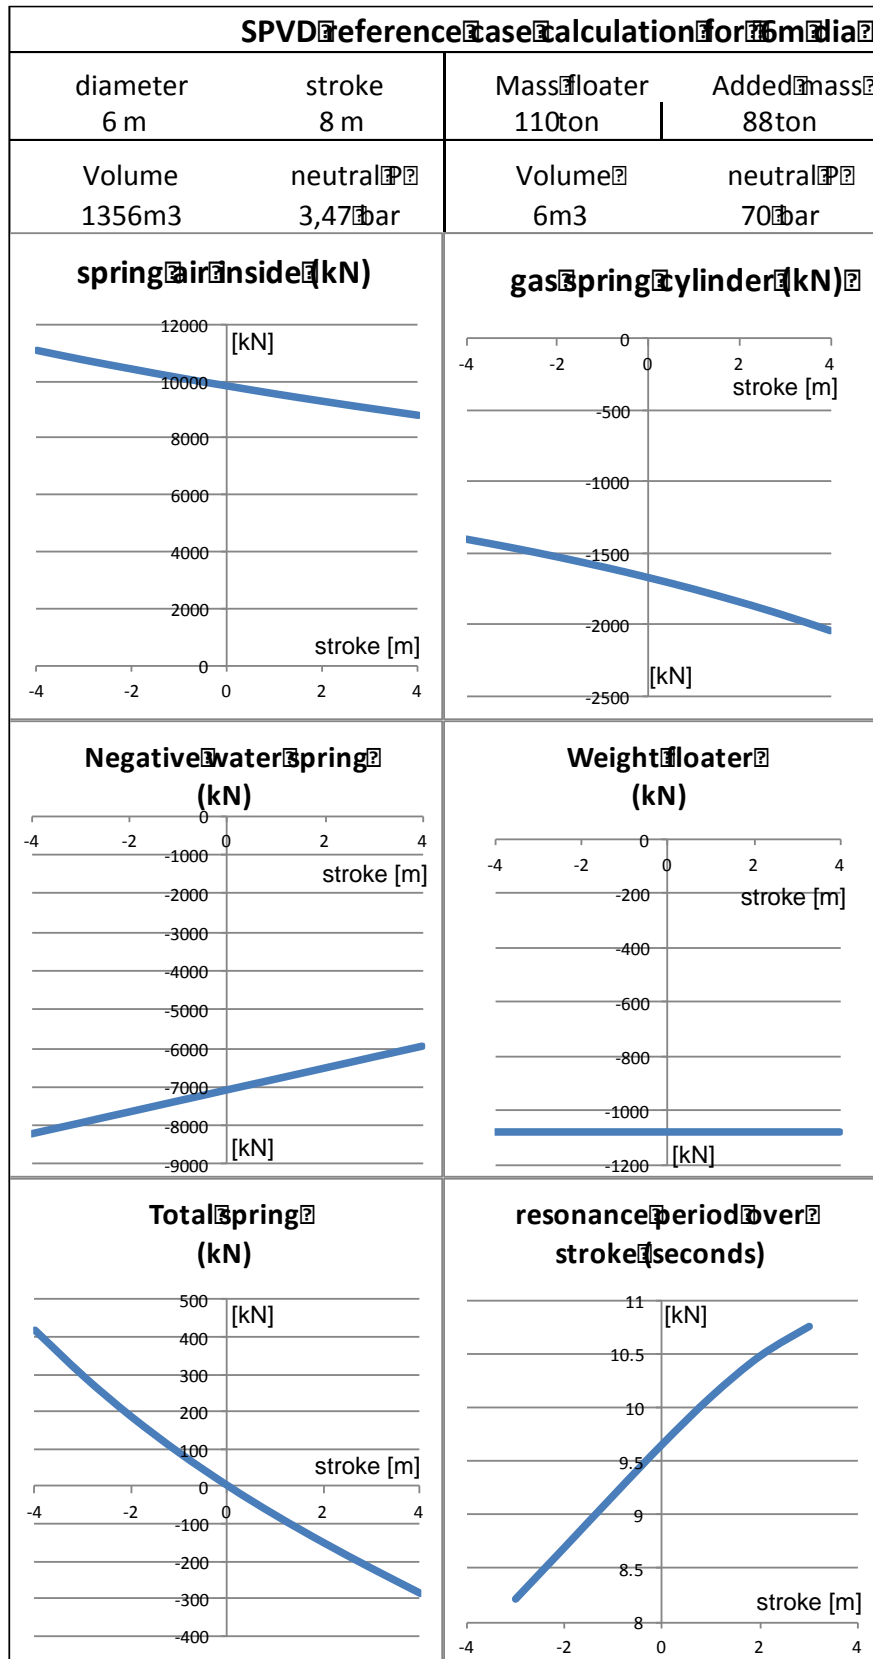 SPVD reference case calculation for 6m dia
diameter stroke Mass floater Added mass
6 m 8 m 110ton 88ton
Volume neutral P Volume neutral P
1356m3 3,47 bar 6m3 70 bar
spring air inside (kN)
12000
[kN]
10000
8000
6000
4000
2000
stroke [m]
0
-4 -2 0 2 4
gas spring cylinder (kN)
0
-4 -2 0 2 4
stroke [m]
-500
-1000
-1500
-2000
[kN]
-2500
Negative water spring
(kN)
0
-4 -2 0 2 4
-1000
stroke [m]
-2000
-3000
-4000
-5000
-6000
-7000
-8000
[kN]
-9000
Weight floater
(kN)
0
-4 -2 0 2 4
-200
stroke [m]
-400
-600
-800
-1000
[kN]
-1200
Total spring
(kN)
500
[kN]
400
300
200
100
stroke [m]
0
-4 -2 0 2 4
-100
-200
-300
-400
resonance period over
stroke (seconds)
11
[kN]
10.5
10
9.5
9
8.5
stroke [m]
8
-4 -2 0 2 4